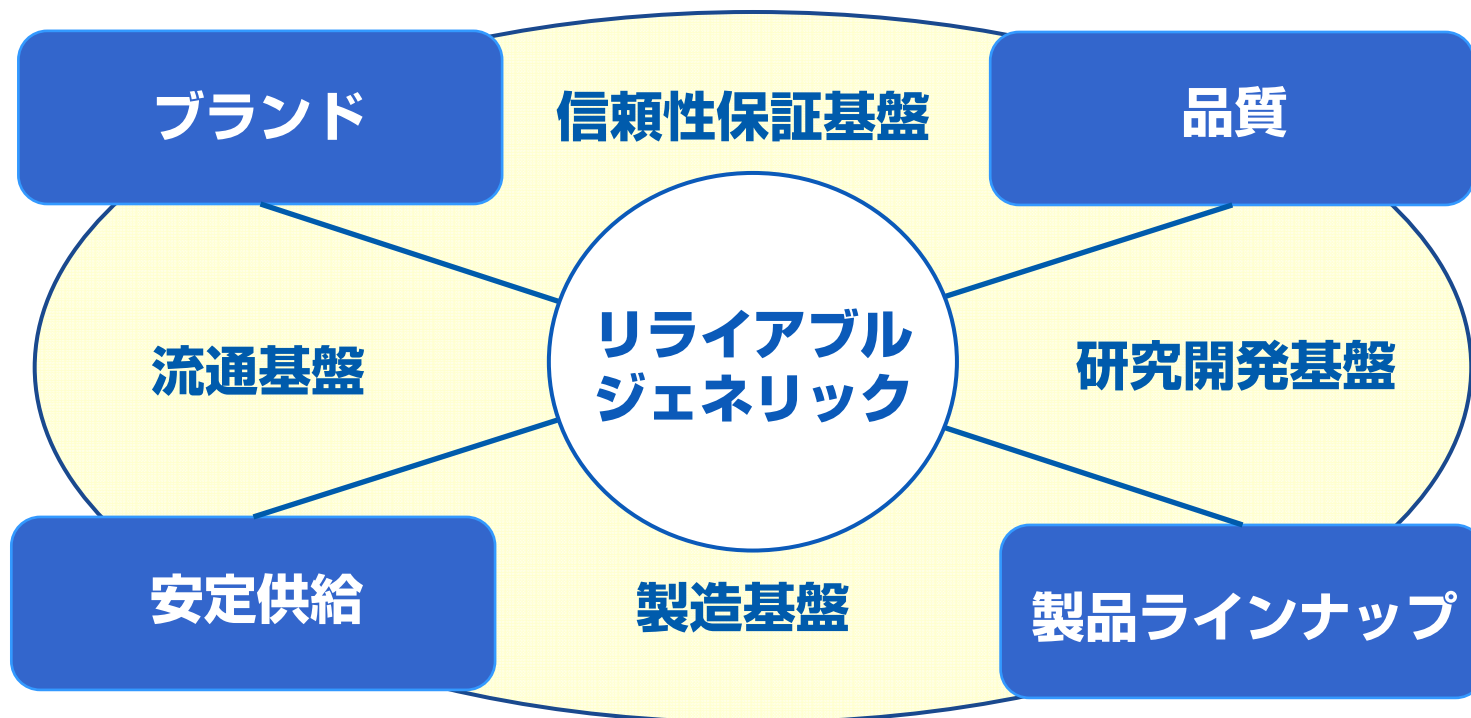 ブランド
信頼性保証基盤
品質
リライアブル
ジェネリック
流通基盤
研究開発基盤
安定供給
製造基盤
製品ラインナップ